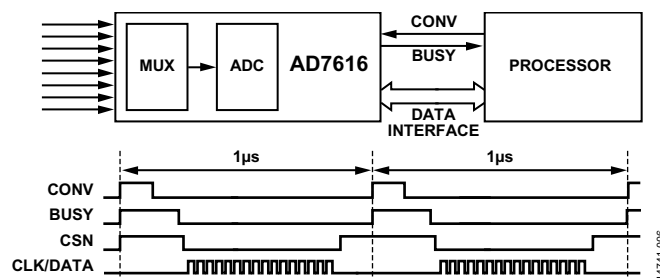 CONV
BUSY
MUX
ADC
AD7616
PROCESSOR
DATA
INTERFACE
1µs
1µs
CONV
BUSY
CSN
CLK/DATA